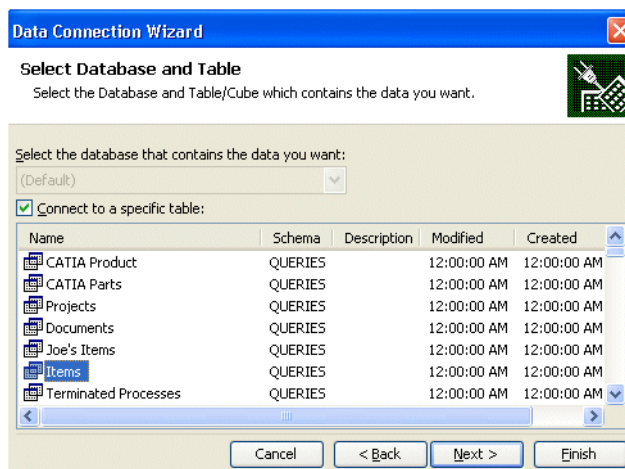 Data Connection Wizard
Select Database and Table
Select the Database and Table/Cube which contains the data you want.
Select the database that contains the data you want:
(Default)
Connect to a specific table:
Name Schema Description Modified Created
CATIA Product QUERIES 12:00:00 AM 12:00:00 AM
CATIA Parts QUERIES 12:00:00 AM 12:00:00 AM
Projects QUERIES 12:00:00 AM 12:00:00 AM
Documents QUERIES 12:00:00 AM 12:00:00 AM
Joe's Items QUERIES 12:00:00 AM 12:00:00 AM
Items QUERIES 12:00:00 AM 12:00:00 AM
Terminated Processes QUERIES 12:00:00 AM 12:00:00 AM
Cancel < Back Next > Finish